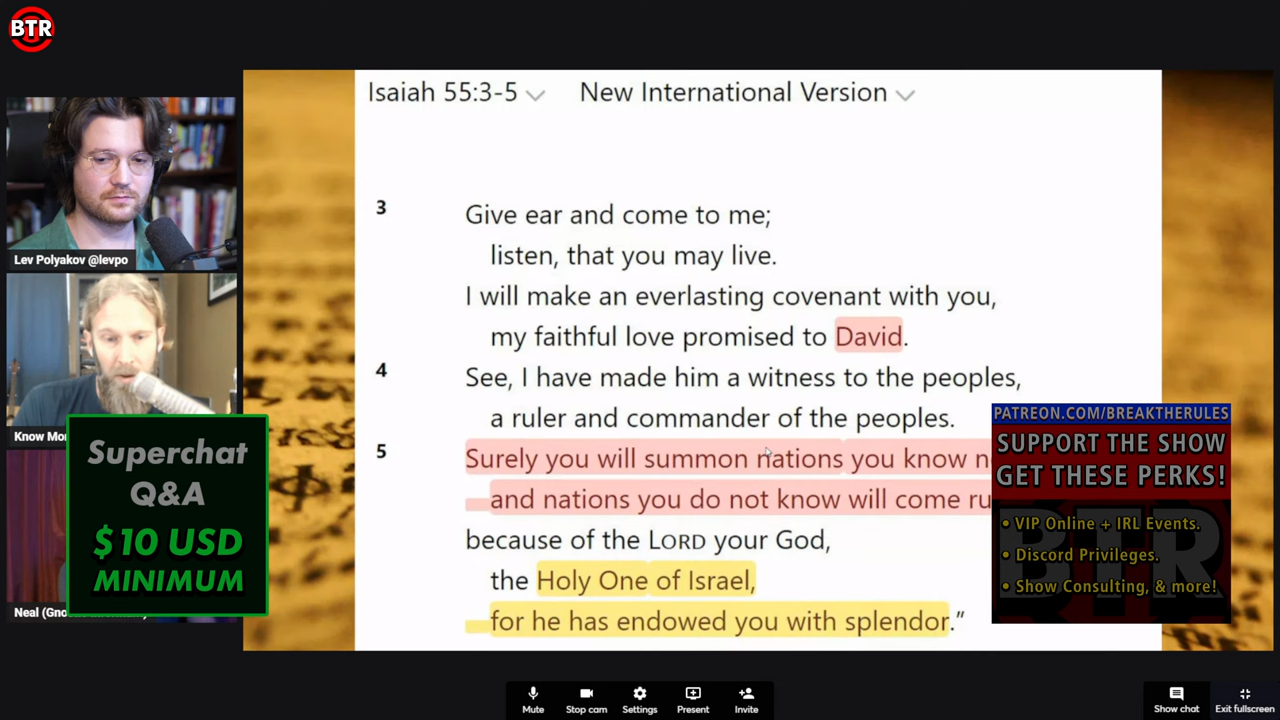 BTR
Isaiah 55:3-5 New International Version
3 Give ear and come to me;
listen, that you may live.
I will make an everlasting covenant with you,
my faithful love promised to David.
4 See, I have made him a witness to the peoples,
a ruler and commander of the peoples.
5 Surely you will summon nations you know
and nations you do not know will come
because of the LORD your God,
the Holy One of Israel,
for he has endowed you with splendor.”
Lev Polyakov @levpo
Know
Superchat
Q&A
$10 USD
MINIMUM
Neal
PATREON.COM/BREAKTHERULES
SUPPORT THE SHOW
GET THESE PERKS!
• VIP Online + IRL Events.
• Discord Privileges.
• Show Consulting, & more!
BTR
Mute Stop cam Settings Present Invite Show chat Exit fullscreen